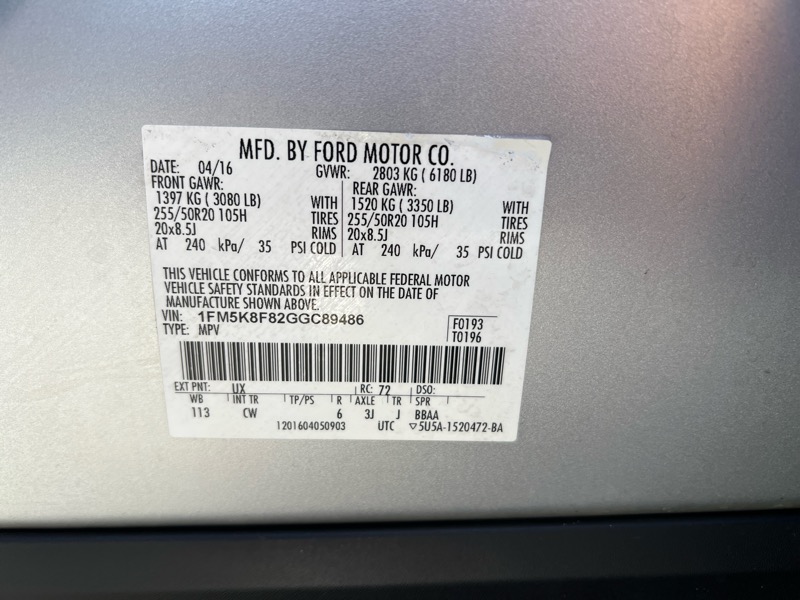 MFD. BY FORD MOTOR CO.
DATE: 04/16 GVWR: 2803 KG ( 6180 LB)
FRONT GAWR: REAR GAWR:
1397 KG ( 3080 LB) WITH 1520 KG ( 3350 LB) WITH
255/50R20 105H TIRES 255/50R20 105H TIRES
20x8.5J RIMS 20x8.5J RIMS
AT 240 kPa/ 35 PSI COLD AT 240 kPa/ 35 PSI COLD
THIS VEHICLE CONFORMS TO ALL APPLICABLE FEDERAL MOTOR
VEHICLE SAFETY STANDARDS IN EFFECT ON THE DATE OF
MANUFACTURE SHOWN ABOVE.
VIN: 1FM5K8F82GGC89486 F0193
TYPE: MPV T0196
EXT PNT: UX RC: 72 DSO:
WB INT TR TP/PS R AXLE TR SPR
113 CW 6 3J J BBAA
1201604050903 UTC ▽5U5A-1520472-BA